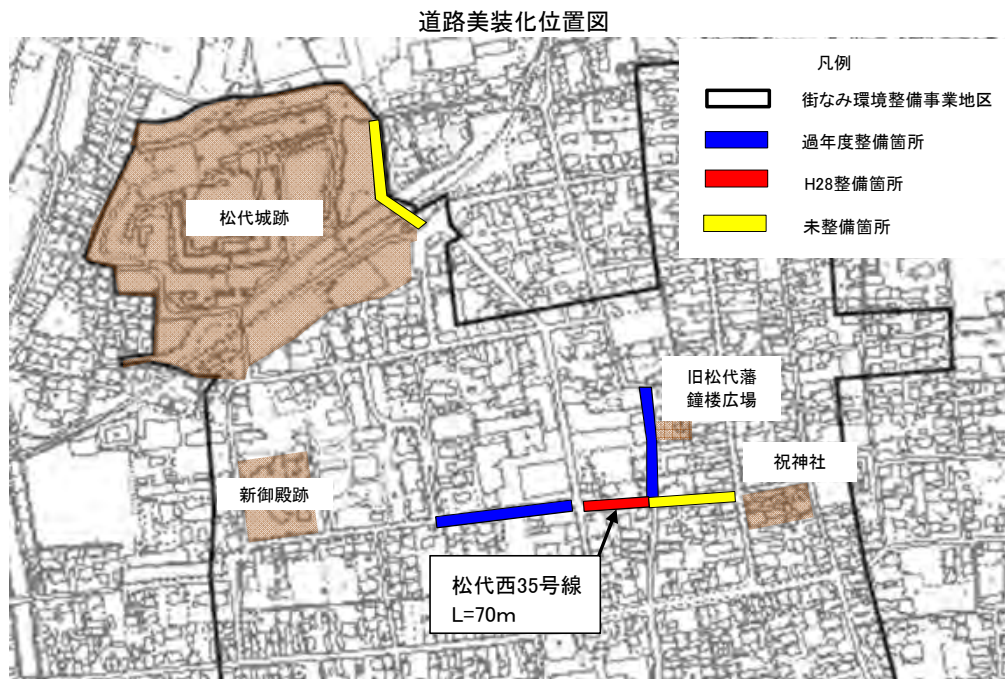 道路美装化位置図
凡例
街なみ環境整備事業地区
過年度整備箇所
H28整備箇所
未整備箇所
松代城跡
旧松代藩
鐘楼広場
祝神社
新御殿跡
松代西35号線
L=70m